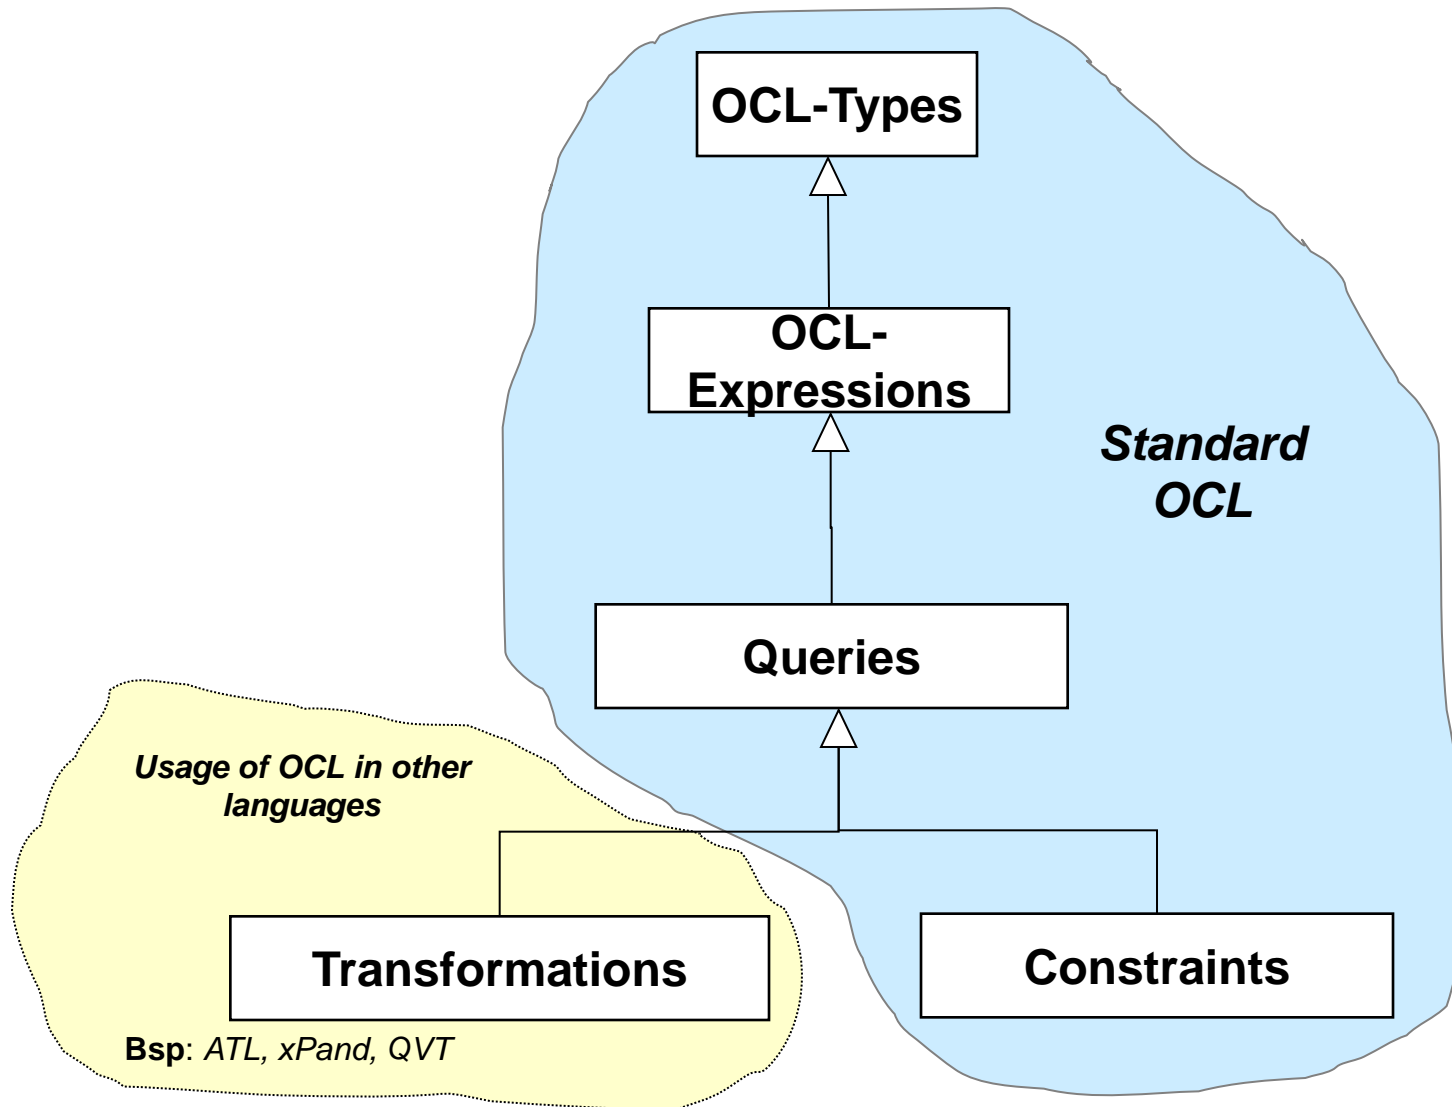 OCL-Types
OCL-
Expressions
Standard
OCL
Queries
Usage of OCL in other
languages
Transformations
Constraints
Bsp: ATL, xPand, QVT